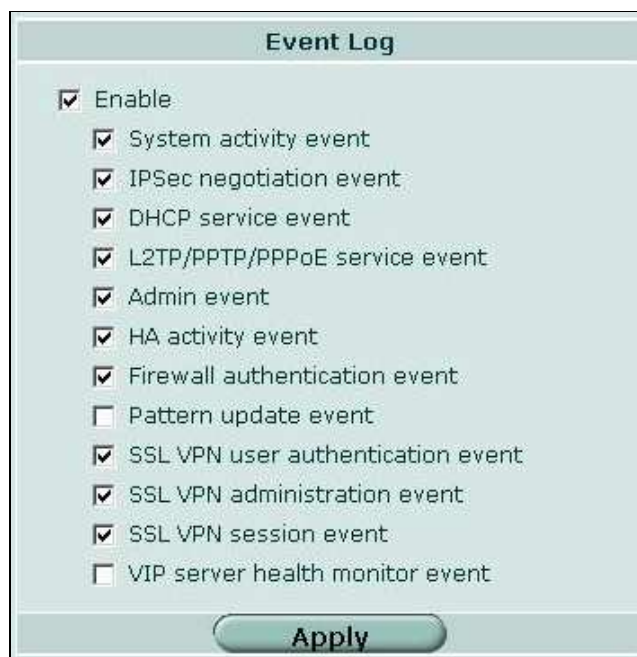 Event Log
Enable
System activity event
IPSec negotiation event
DHCP service event
L2TP/PPTP/PPPoE service event
Admin event
HA activity event
Firewall authentication event
Pattern update event
SSL VPN user authentication event
SSL VPN administration event
SSL VPN session event
VIP server health monitor event
Apply